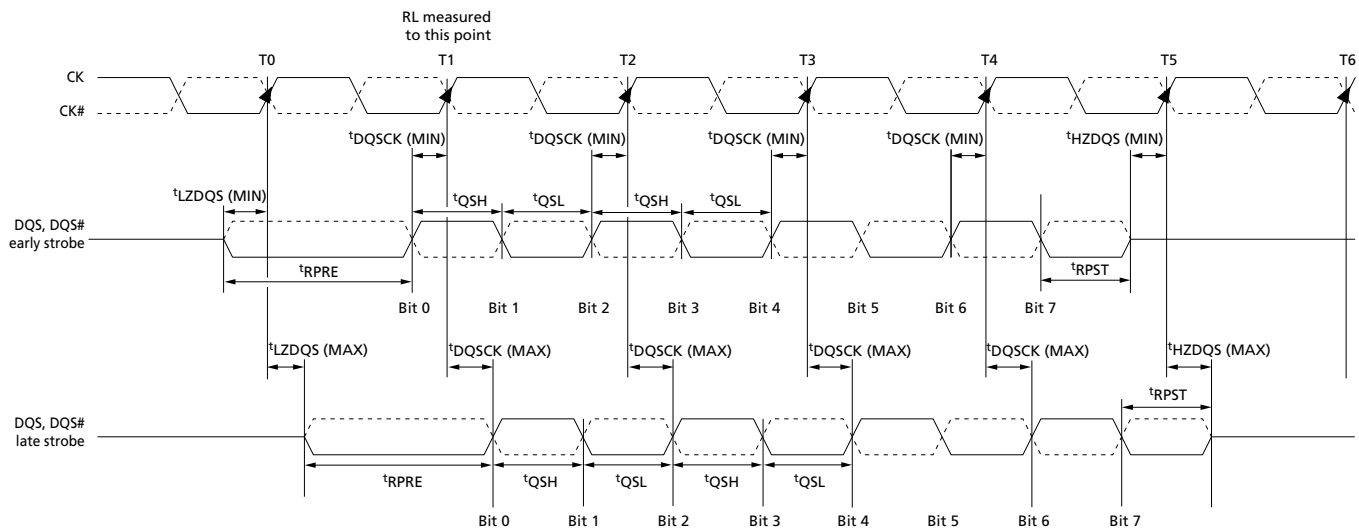 RL measured
to this point
T0 T1 T2 T3 T4 T5 T6
CK
CK#
tDQSCK (MIN) tDQSCK (MIN) tDQSCK (MIN) tDQSCK (MIN) tHZDQS (MIN)
tLZDQS (MIN)
tQSH tQSL tQSH tQSL
DQS, DQS#
early strobe
tRPRE tRPST
Bit 0 Bit 1 Bit 2 Bit 3 Bit 4 Bit 5 Bit 6 Bit 7
tLZDQS (MAX) tDQSCK (MAX) tDQSCK (MAX) tDQSCK (MAX) tDQSCK (MAX) tHZDQS (MAX)
tRPST
DQS, DQS#
late strobe
tRPRE tQSH tQSL tQSH tQSL
Bit 0 Bit 1 Bit 2 Bit 3 Bit 4 Bit 5 Bit 6 Bit 7